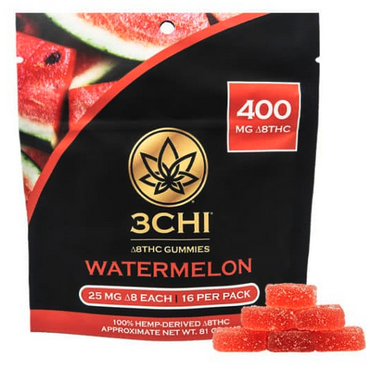 400
MG Δ8THC
3CHI
Δ8THC GUMMIES
WATERMELON
25 MG Δ8 EACH | 16 PER PACK
100% HEMP-DERIVED Δ8THC
APPROXIMATE NET WT. 81